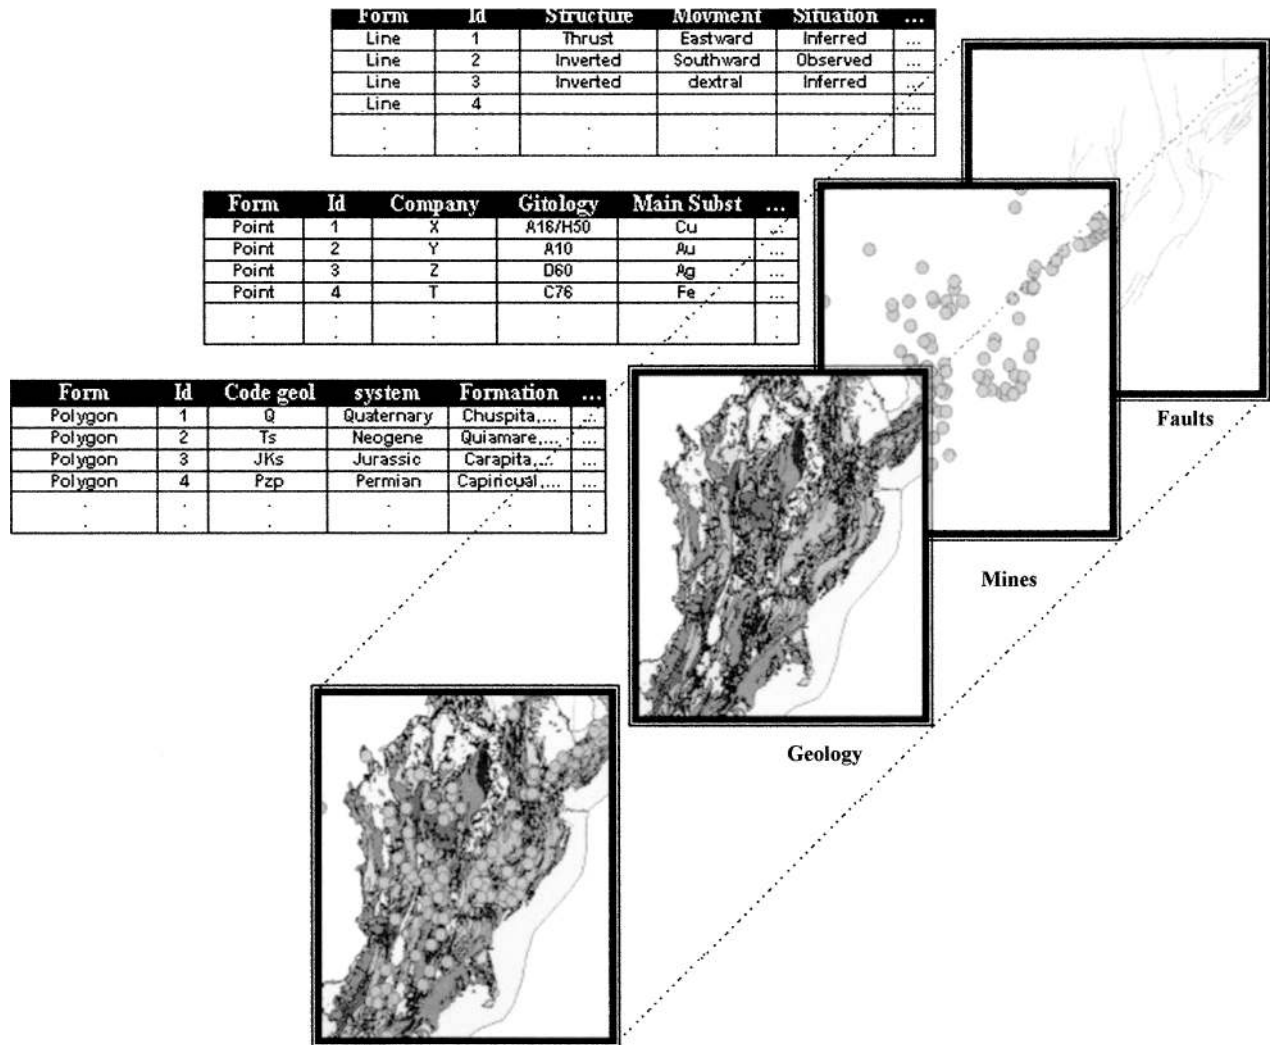 Form Id Structure Movment Situation ...
Line 1 Thrust Eastward Inferred ...
Line 2 Inverted Southward Observed ...
Line 3 Inverted dextral Inferred ...
Line 4 ...
. . . . . .
. . . . . .
Form Id Company Gitology Main Subst ...
Point 1 X A16/H50 Cu ...
Point 2 Y A10 Au ...
Point 3 Z D60 Ag ...
Point 4 T C76 Fe ...
. . . . . .
. . . . . .
Form Id Code geol system Formation ...
Polygon 1 Q Quaternary Chuspita,... ...
Polygon 2 Ts Neogene Quiamare,... ...
Polygon 3 JKs Jurassic Carapita,... ...
Polygon 4 Pzp Permian Capiricual,... ...
. . . . . .
. . . . . .
Faults
Mines
Geology